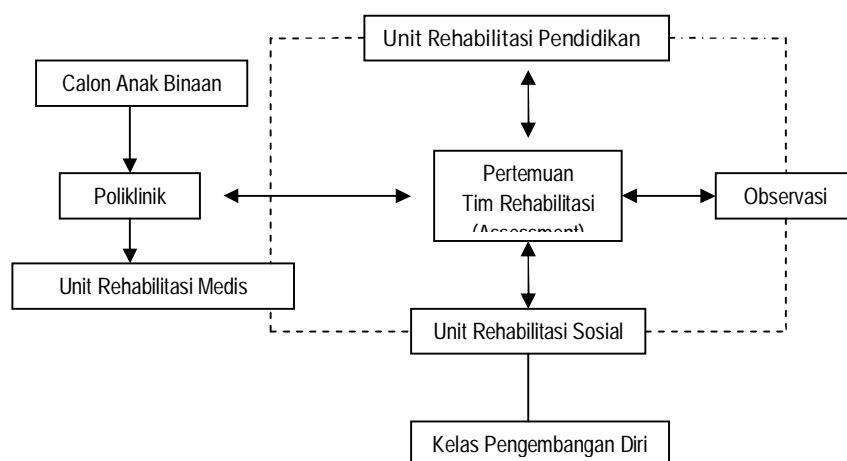 Unit Rehabilitasi Pendidikan
Calon Anak Binaan
Poliklinik
Pertemuan
Tim Rehabilitasi
(Assessment)
Observasi
Unit Rehabilitasi Medis
Unit Rehabilitasi Sosial
Kelas Pengembangan Diri